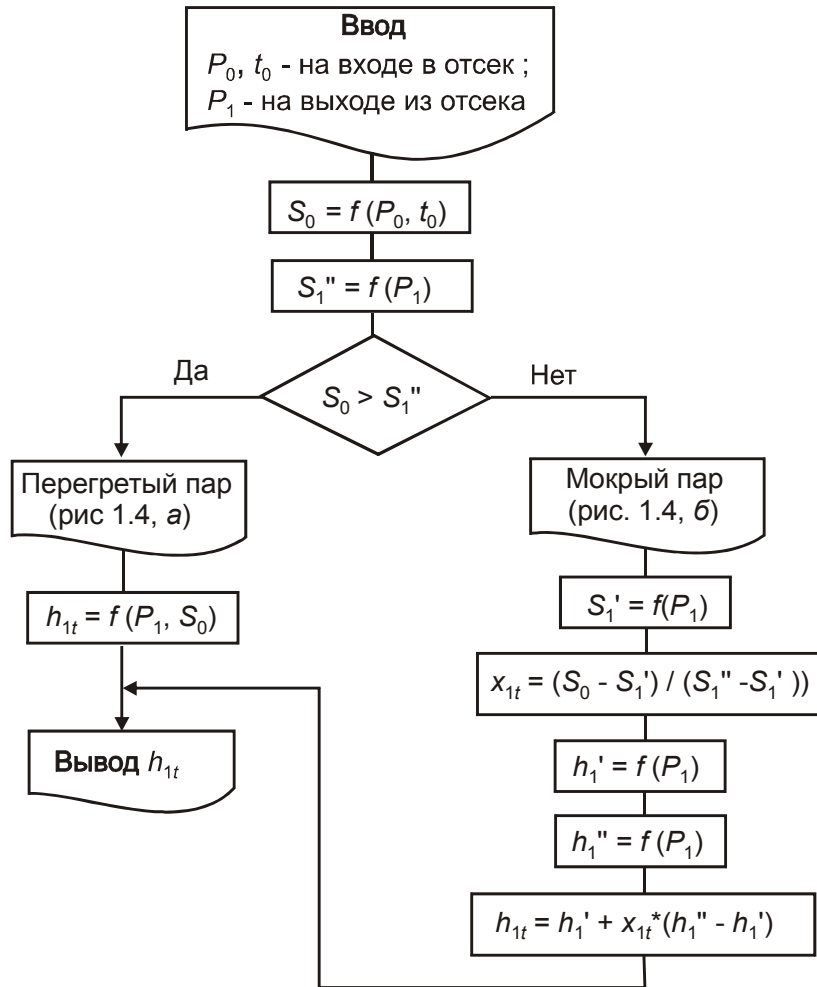 Ввод
P₀, t₀ - на входе в отсек ;
P₁ - на выходе из отсека
S₀ = f (P₀, t₀)
S₁" = f (P₁)
S₀ > S₁"
Да
Нет
Перегретый пар
(рис 1.4, а)
h₁ₜ = f (P₁, S₀)
Вывод h₁ₜ
Мокрый пар
(рис. 1.4, б)
S₁' = f(P₁)
x₁ₜ = (S₀ - S₁') / (S₁" -S₁' ))
h₁' = f (P₁)
h₁" = f (P₁)
h₁ₜ = h₁' + x₁ₜ*(h₁" - h₁')